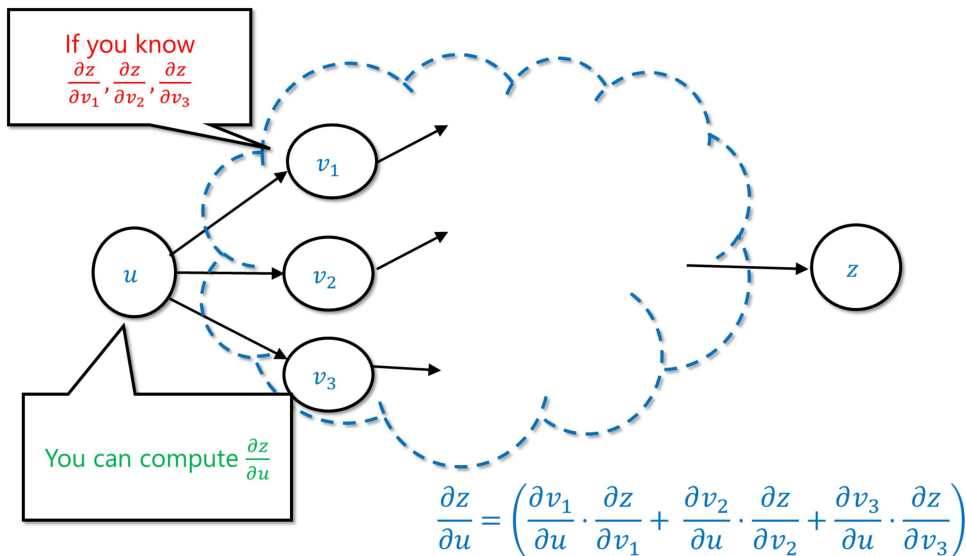 If you know
∂z/∂v₁, ∂z/∂v₂, ∂z/∂v₃
v₁
u
v₂
z
v₃
You can compute ∂z/∂u
∂z/∂u = (∂v₁/∂u · ∂z/∂v₁ + ∂v₂/∂u · ∂z/∂v₂ + ∂v₃/∂u · ∂z/∂v₃)